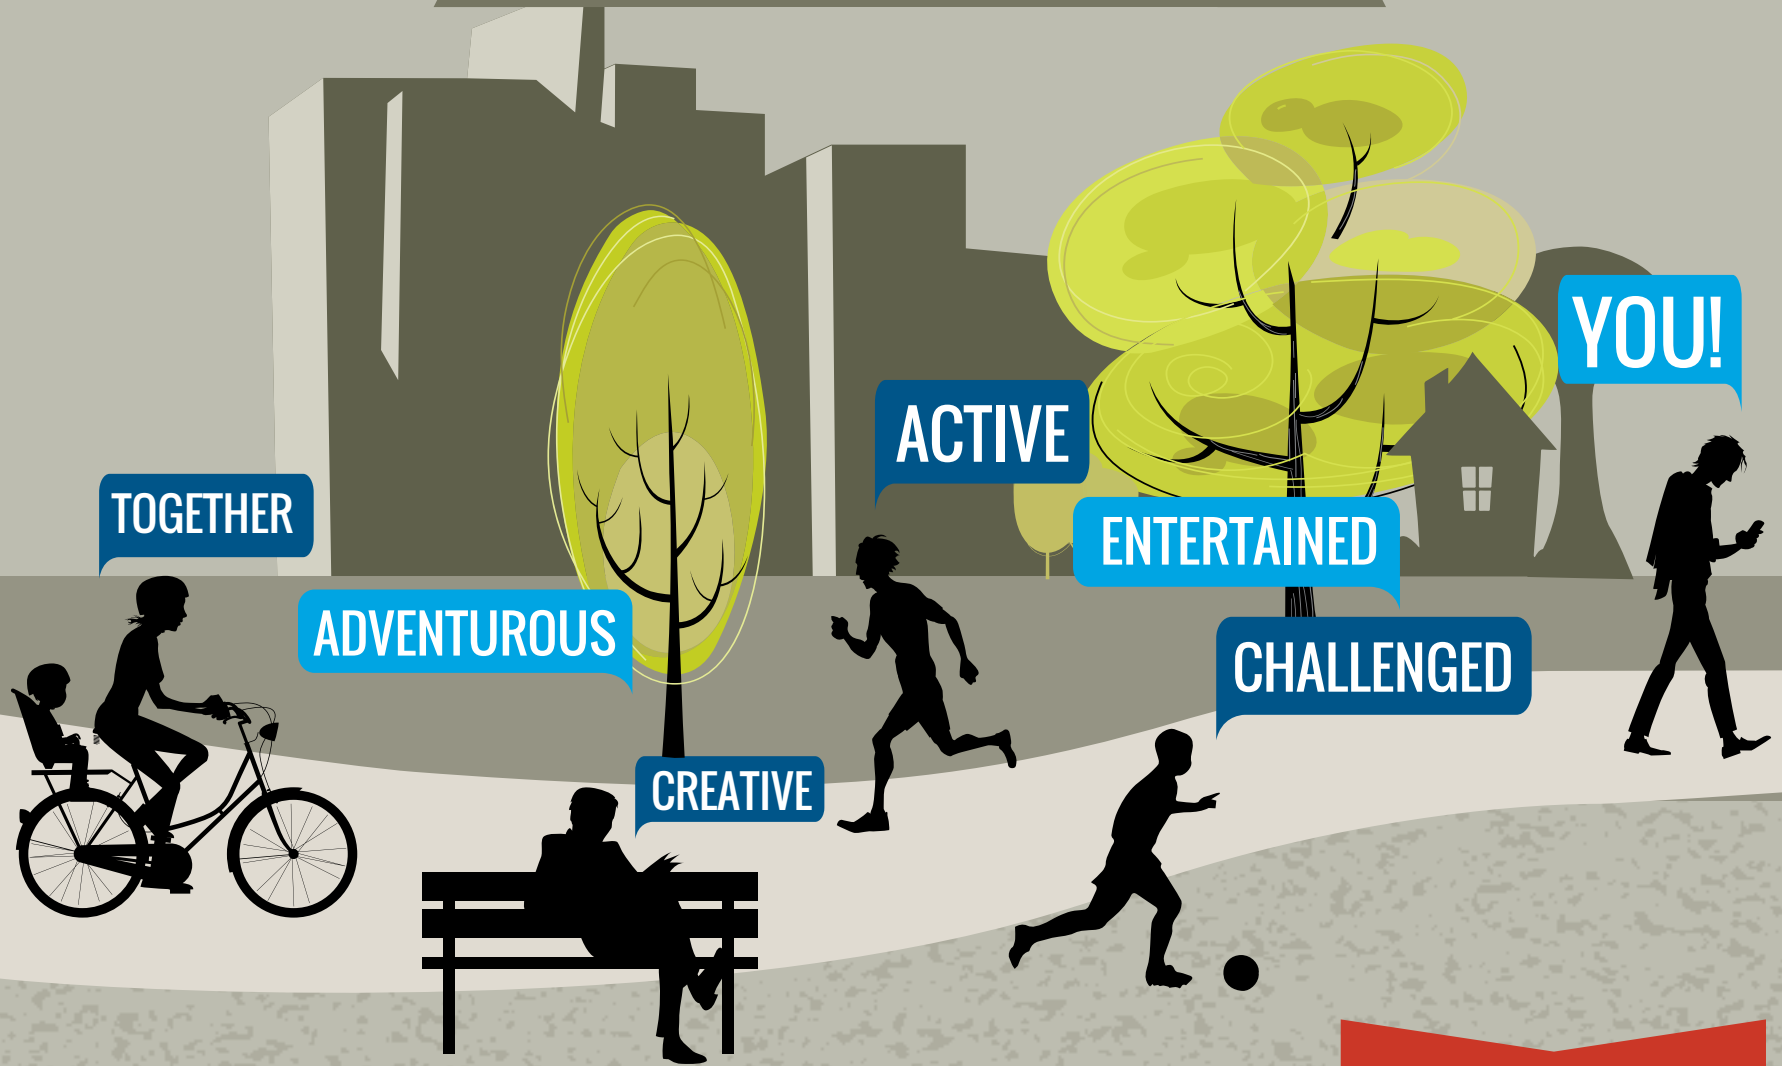 TOGETHER
ADVENTUROUS
CREATIVE
ACTIVE
ENTERTAINED
CHALLENGED
YOU!